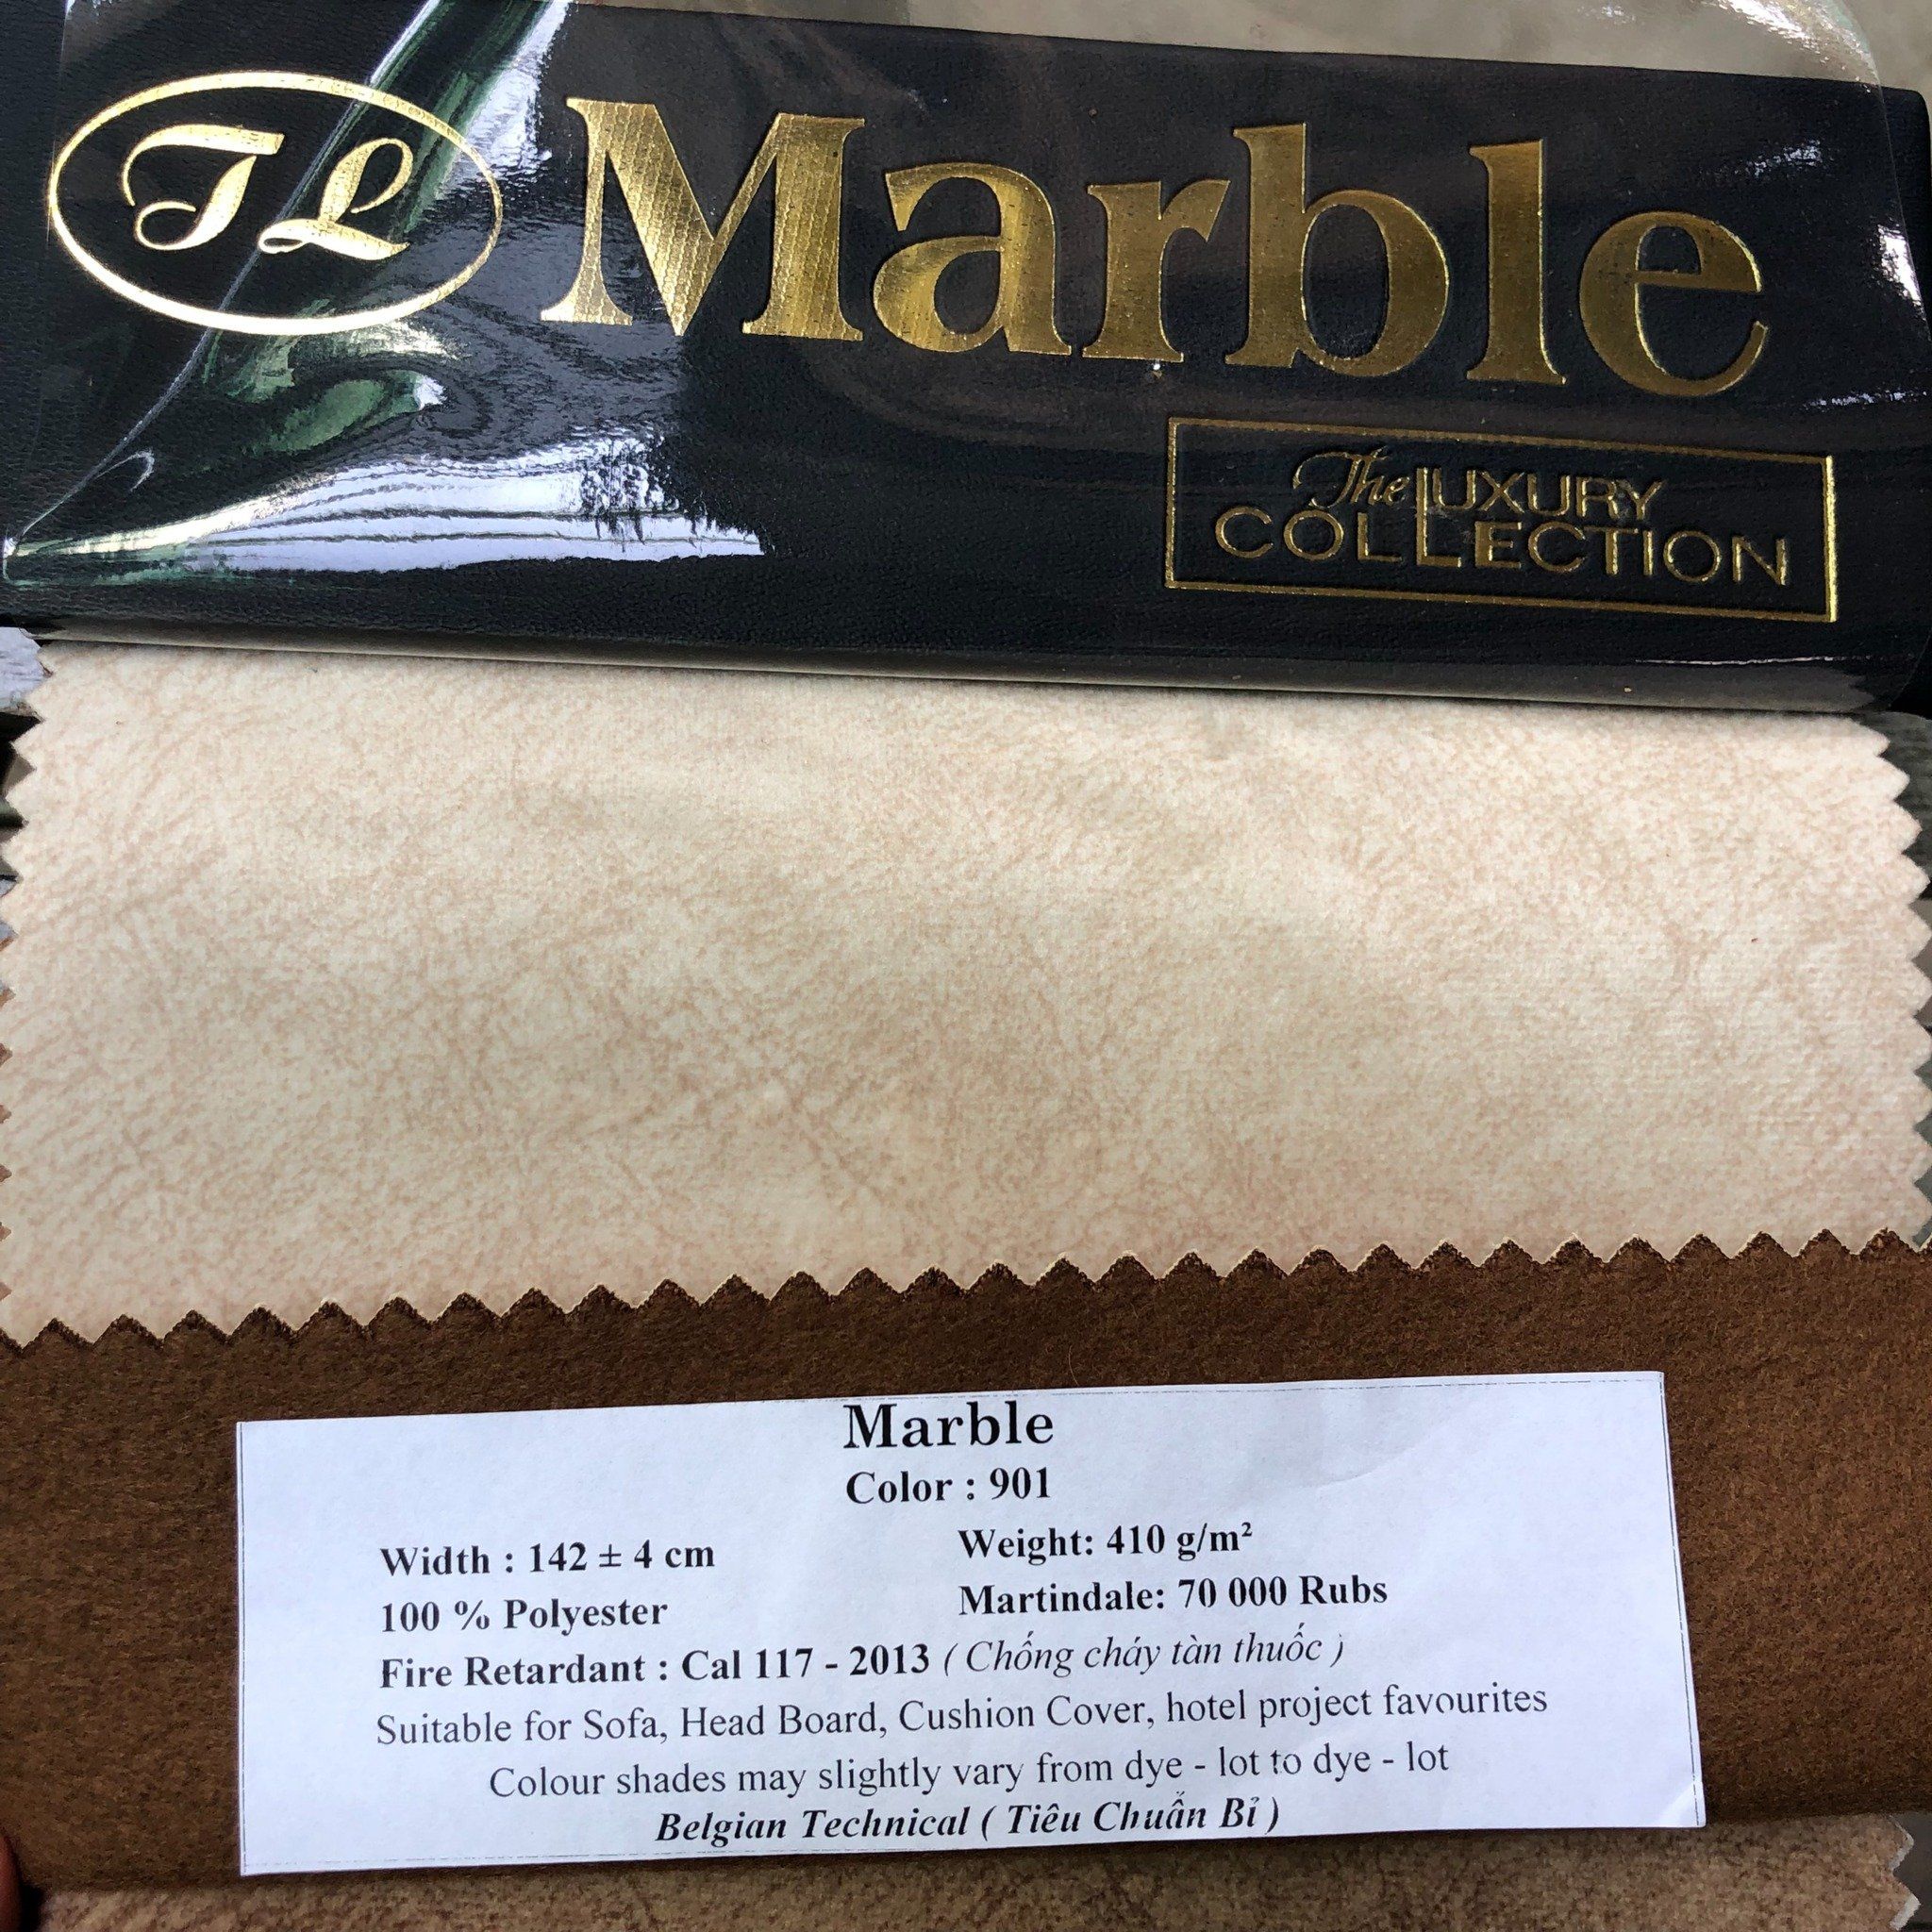 TL
Marble
The LUXURY
COLLECTION
Marble
Color : 901
Width : 142 ± 4 cm
Weight: 410 g/m²
100 % Polyester
Martindale: 70 000 Rubs
Fire Retardant : Cal 117 - 2013 ( Chống cháy tàn thuốc )
Suitable for Sofa, Head Board, Cushion Cover, hotel project favourites
Colour shades may slightly vary from dye - lot to dye - lot
Belgian Technical ( Tiêu Chuẩn Bỉ )